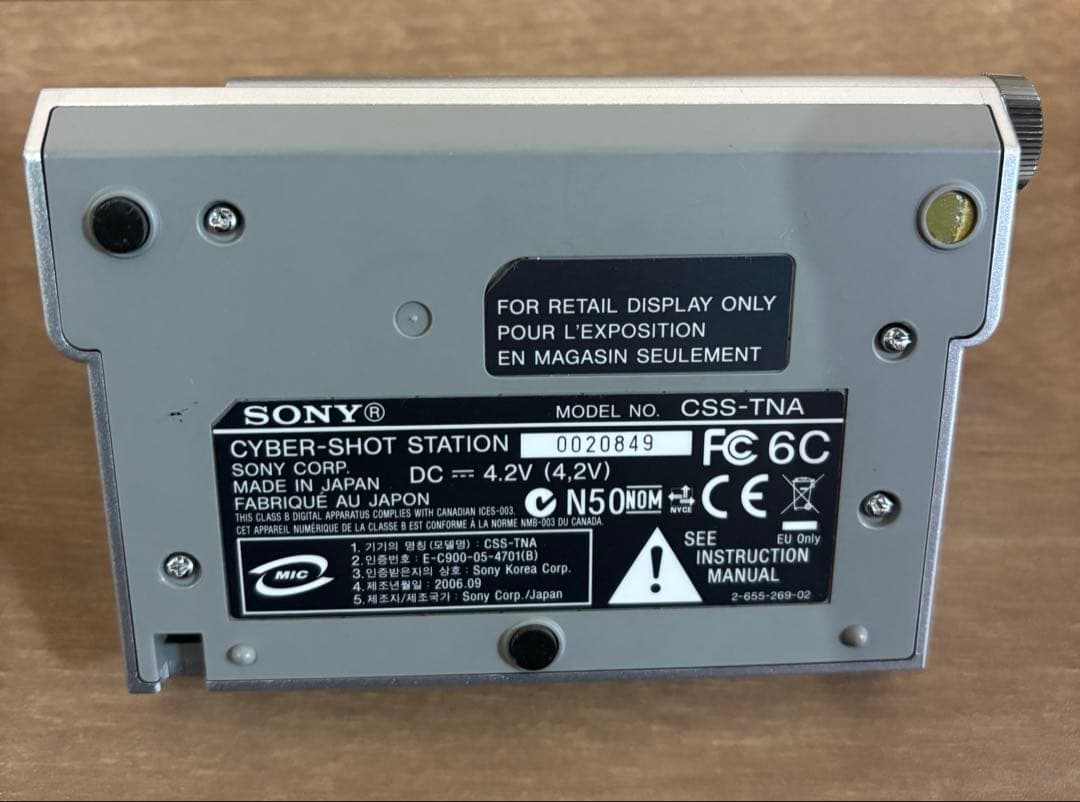 FOR RETAIL DISPLAY ONLY
POUR L'EXPOSITION
EN MAGASIN SEULEMENT
SONY® MODEL NO. CSS-TNA
CYBER-SHOT STATION 0020849 FC 6C
SONY CORP. DC 4.2V (4,2V)
MADE IN JAPAN
FABRIQUÉ AU JAPON N50 NOM NYCE CE
THIS CLASS B DIGITAL APPARATUS COMPLIES WITH CANADIAN ICES-003.
CET APPAREIL NUMÉRIQUE DE LA CLASSE B EST CONFORME À LA NORME NMB-003 DU CANADA.
EU Only
MIC
1. 기기의 명칭(모델명) : CSS-TNA
2. 인증번호 : E-C900-05-4701(B)
3. 인증받은자의 상호 : Sony Korea Corp.
4. 제조년월일 : 2006.09
5. 제조자/제조국가 : Sony Corp./Japan
!
SEE
INSTRUCTION
MANUAL
2-655-269-02